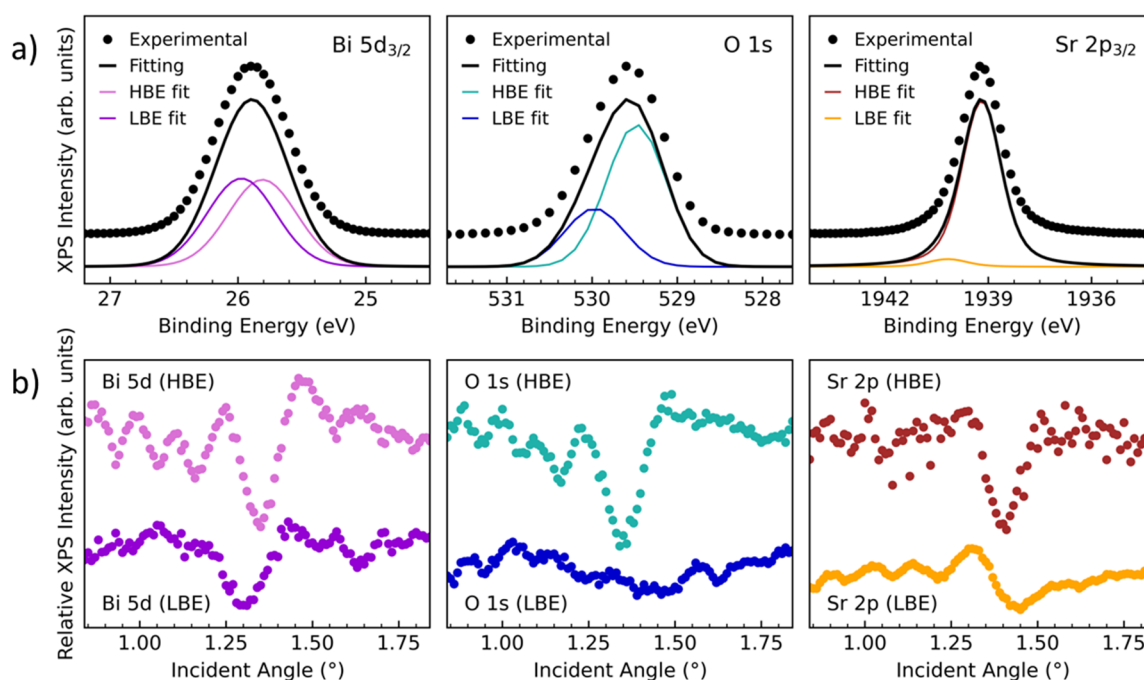 a)
XPS Intensity (arb. units)
Experimental
Fitting
HBE fit
LBE fit
Bi 5d3/2
27 26 25
Binding Energy (eV)
Experimental
Fitting
HBE fit
LBE fit
O 1s
531 530 529 528
Binding Energy (eV)
Experimental
Fitting
HBE fit
LBE fit
Sr 2p3/2
1942 1939 1936
Binding Energy (eV)
b)
Relative XPS Intensity (arb. units)
Bi 5d (HBE)
Bi 5d (LBE)
1.00 1.25 1.50 1.75
Incident Angle (°)
O 1s (HBE)
O 1s (LBE)
1.00 1.25 1.50 1.75
Incident Angle (°)
Sr 2p (HBE)
Sr 2p (LBE)
1.00 1.25 1.50 1.75
Incident Angle (°)